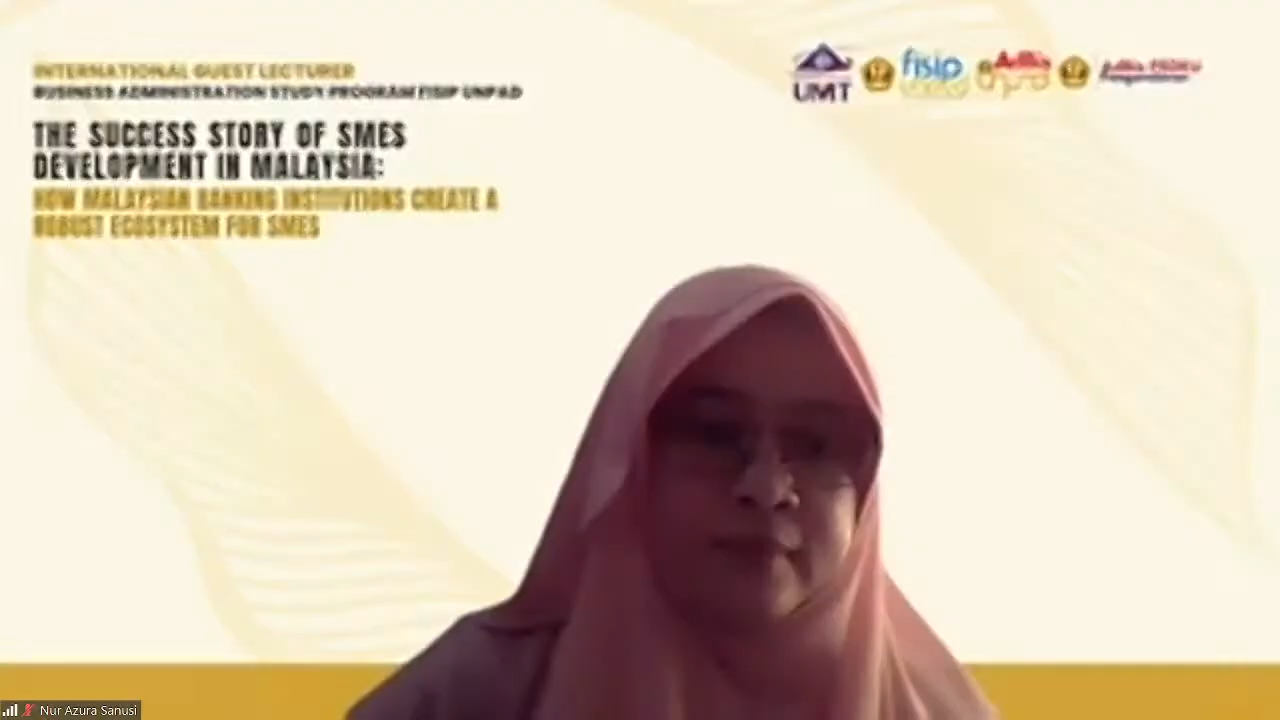 INTERNATIONAL GUEST LECTURER
BUSINESS ADMINISTRATION STUDY PROGRAM FISIP UNPAD
THE SUCCESS STORY OF SMES
DEVELOPMENT IN MALAYSIA:
HOW MALAYSIAN BANKING INSTITUTIONS CREATE A
ROBUST ECOSYSTEM FOR SMES
UMT
fisip
Nur Azura Sanusi